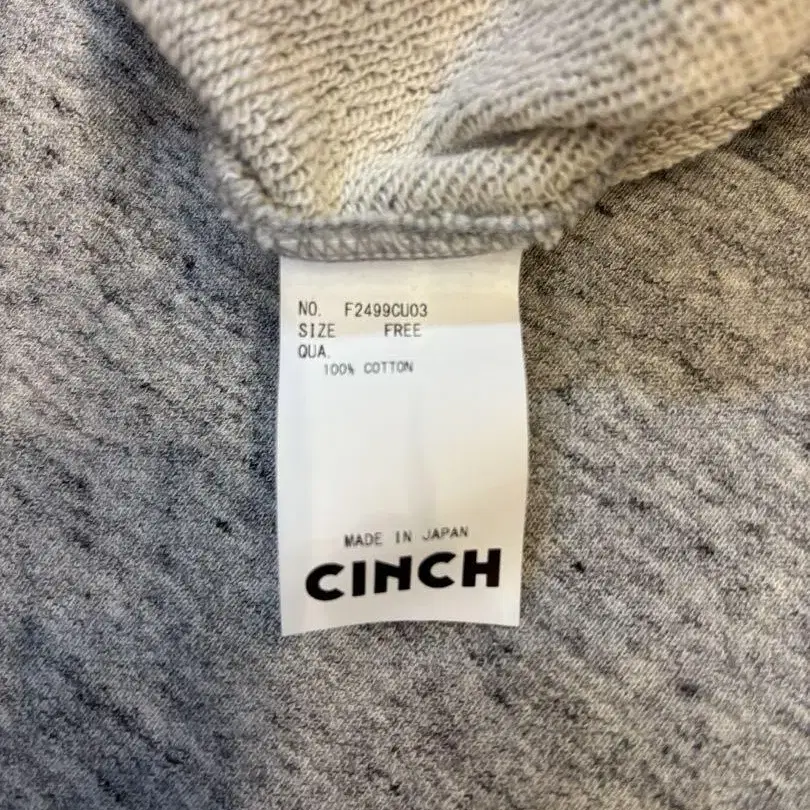 NO. F2499CU03
SIZE FREE
QUA.
100% COTTON
MADE IN JAPAN
CINCH